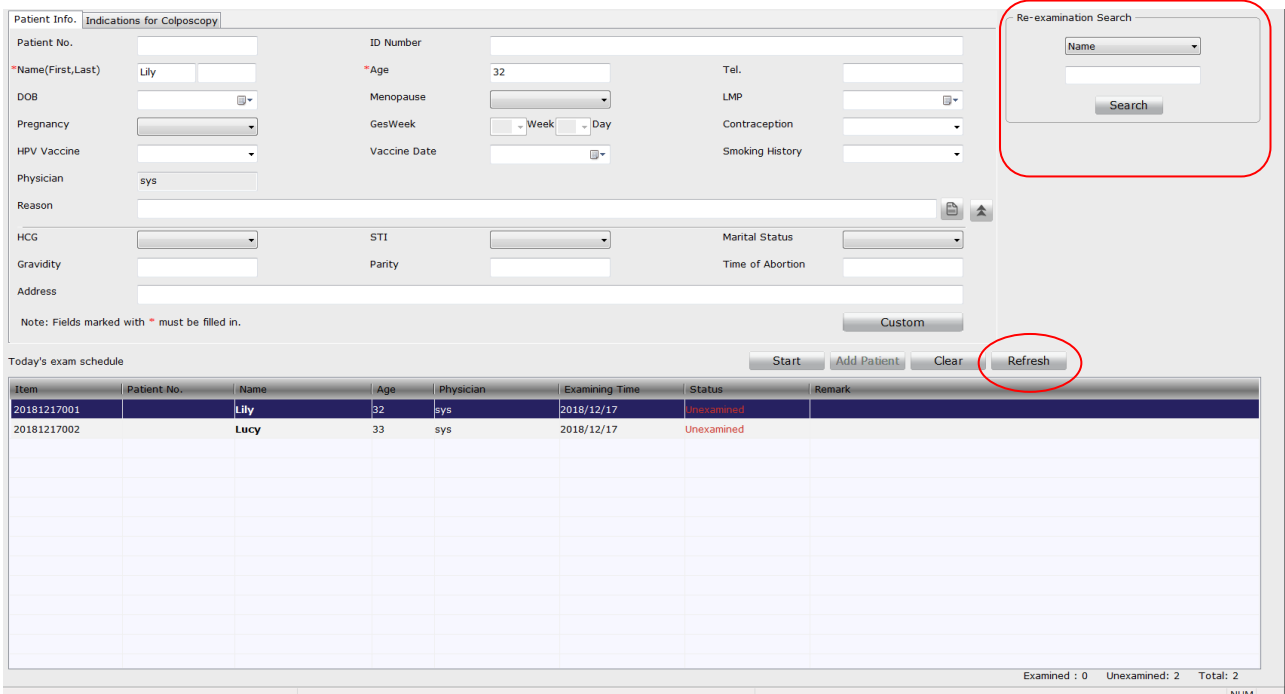 Patient Info. Indications for Colposcopy
Re-examination Search
Patient No. ID Number
Name
*Name(First,Last) Lily *Age 32 Tel.
DOB Menopause LMP
Search
Pregnancy GesWeek Week Day Contraception
HPV Vaccine Vaccine Date Smoking History
Physician sys
Reason
HCG STI Marital Status
Gravidity Parity Time of Abortion
Address
Note: Fields marked with * must be filled in. Custom
Today's exam schedule Start Add Patient Clear Refresh
Item Patient No. Name Age Physician Examining Time Status Remark
20181217001 Lily 32 sys 2018/12/17 Unexamined
20181217002 Lucy 33 sys 2018/12/17 Unexamined
Examined : 0 Unexamined: 2 Total: 2
NUM